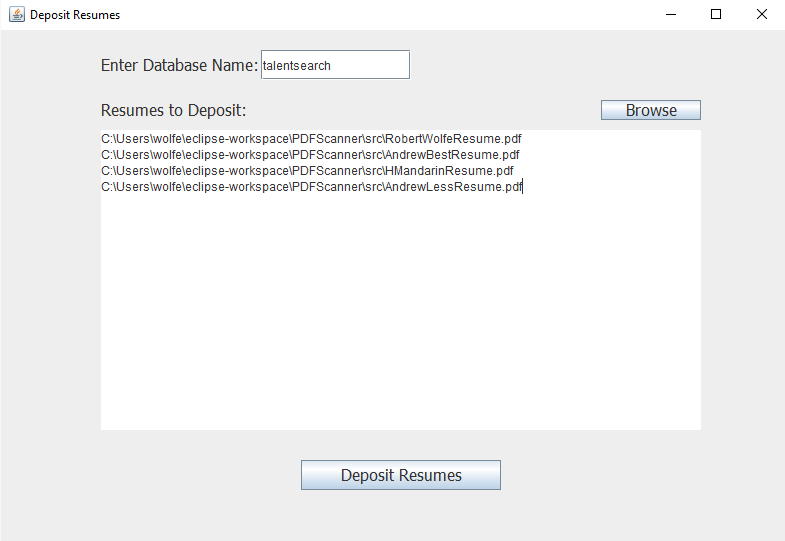 Deposit Resumes
Enter Database Name: talentsearch
Resumes to Deposit: Browse
C:\Users\wolfe\eclipse-workspace\PDFScanner\src\RobertWolfeResume.pdf
C:\Users\wolfe\eclipse-workspace\PDFScanner\src\AndrewBestResume.pdf
C:\Users\wolfe\eclipse-workspace\PDFScanner\src\HMandarinResume.pdf
C:\Users\wolfe\eclipse-workspace\PDFScanner\src\AndrewLessResume.pdf
Deposit Resumes